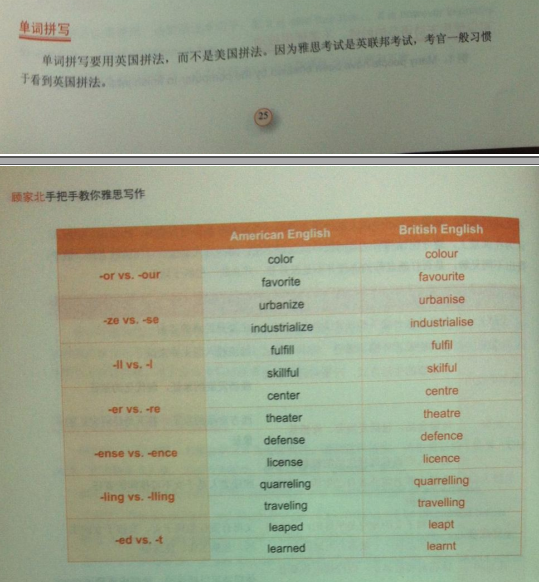 单词拼写
单词拼写要用英国拼法，而不是美国拼法。因为雅思考试是英联邦考试，考官一般习惯
于看到英国拼法。
25
顾家北手把手教你雅思写作
American English British English
-or vs. -our color colour
favorite favourite
-ze vs. -se urbanize urbanise
industrialize industrialise
-ll vs. -l fulfill fulfil
skillful skilful
-er vs. -re center centre
theater theatre
-ense vs. -ence defense defence
license licence
-ling vs. -lling quarreling quarrelling
traveling travelling
-ed vs. -t leaped leapt
learned learnt